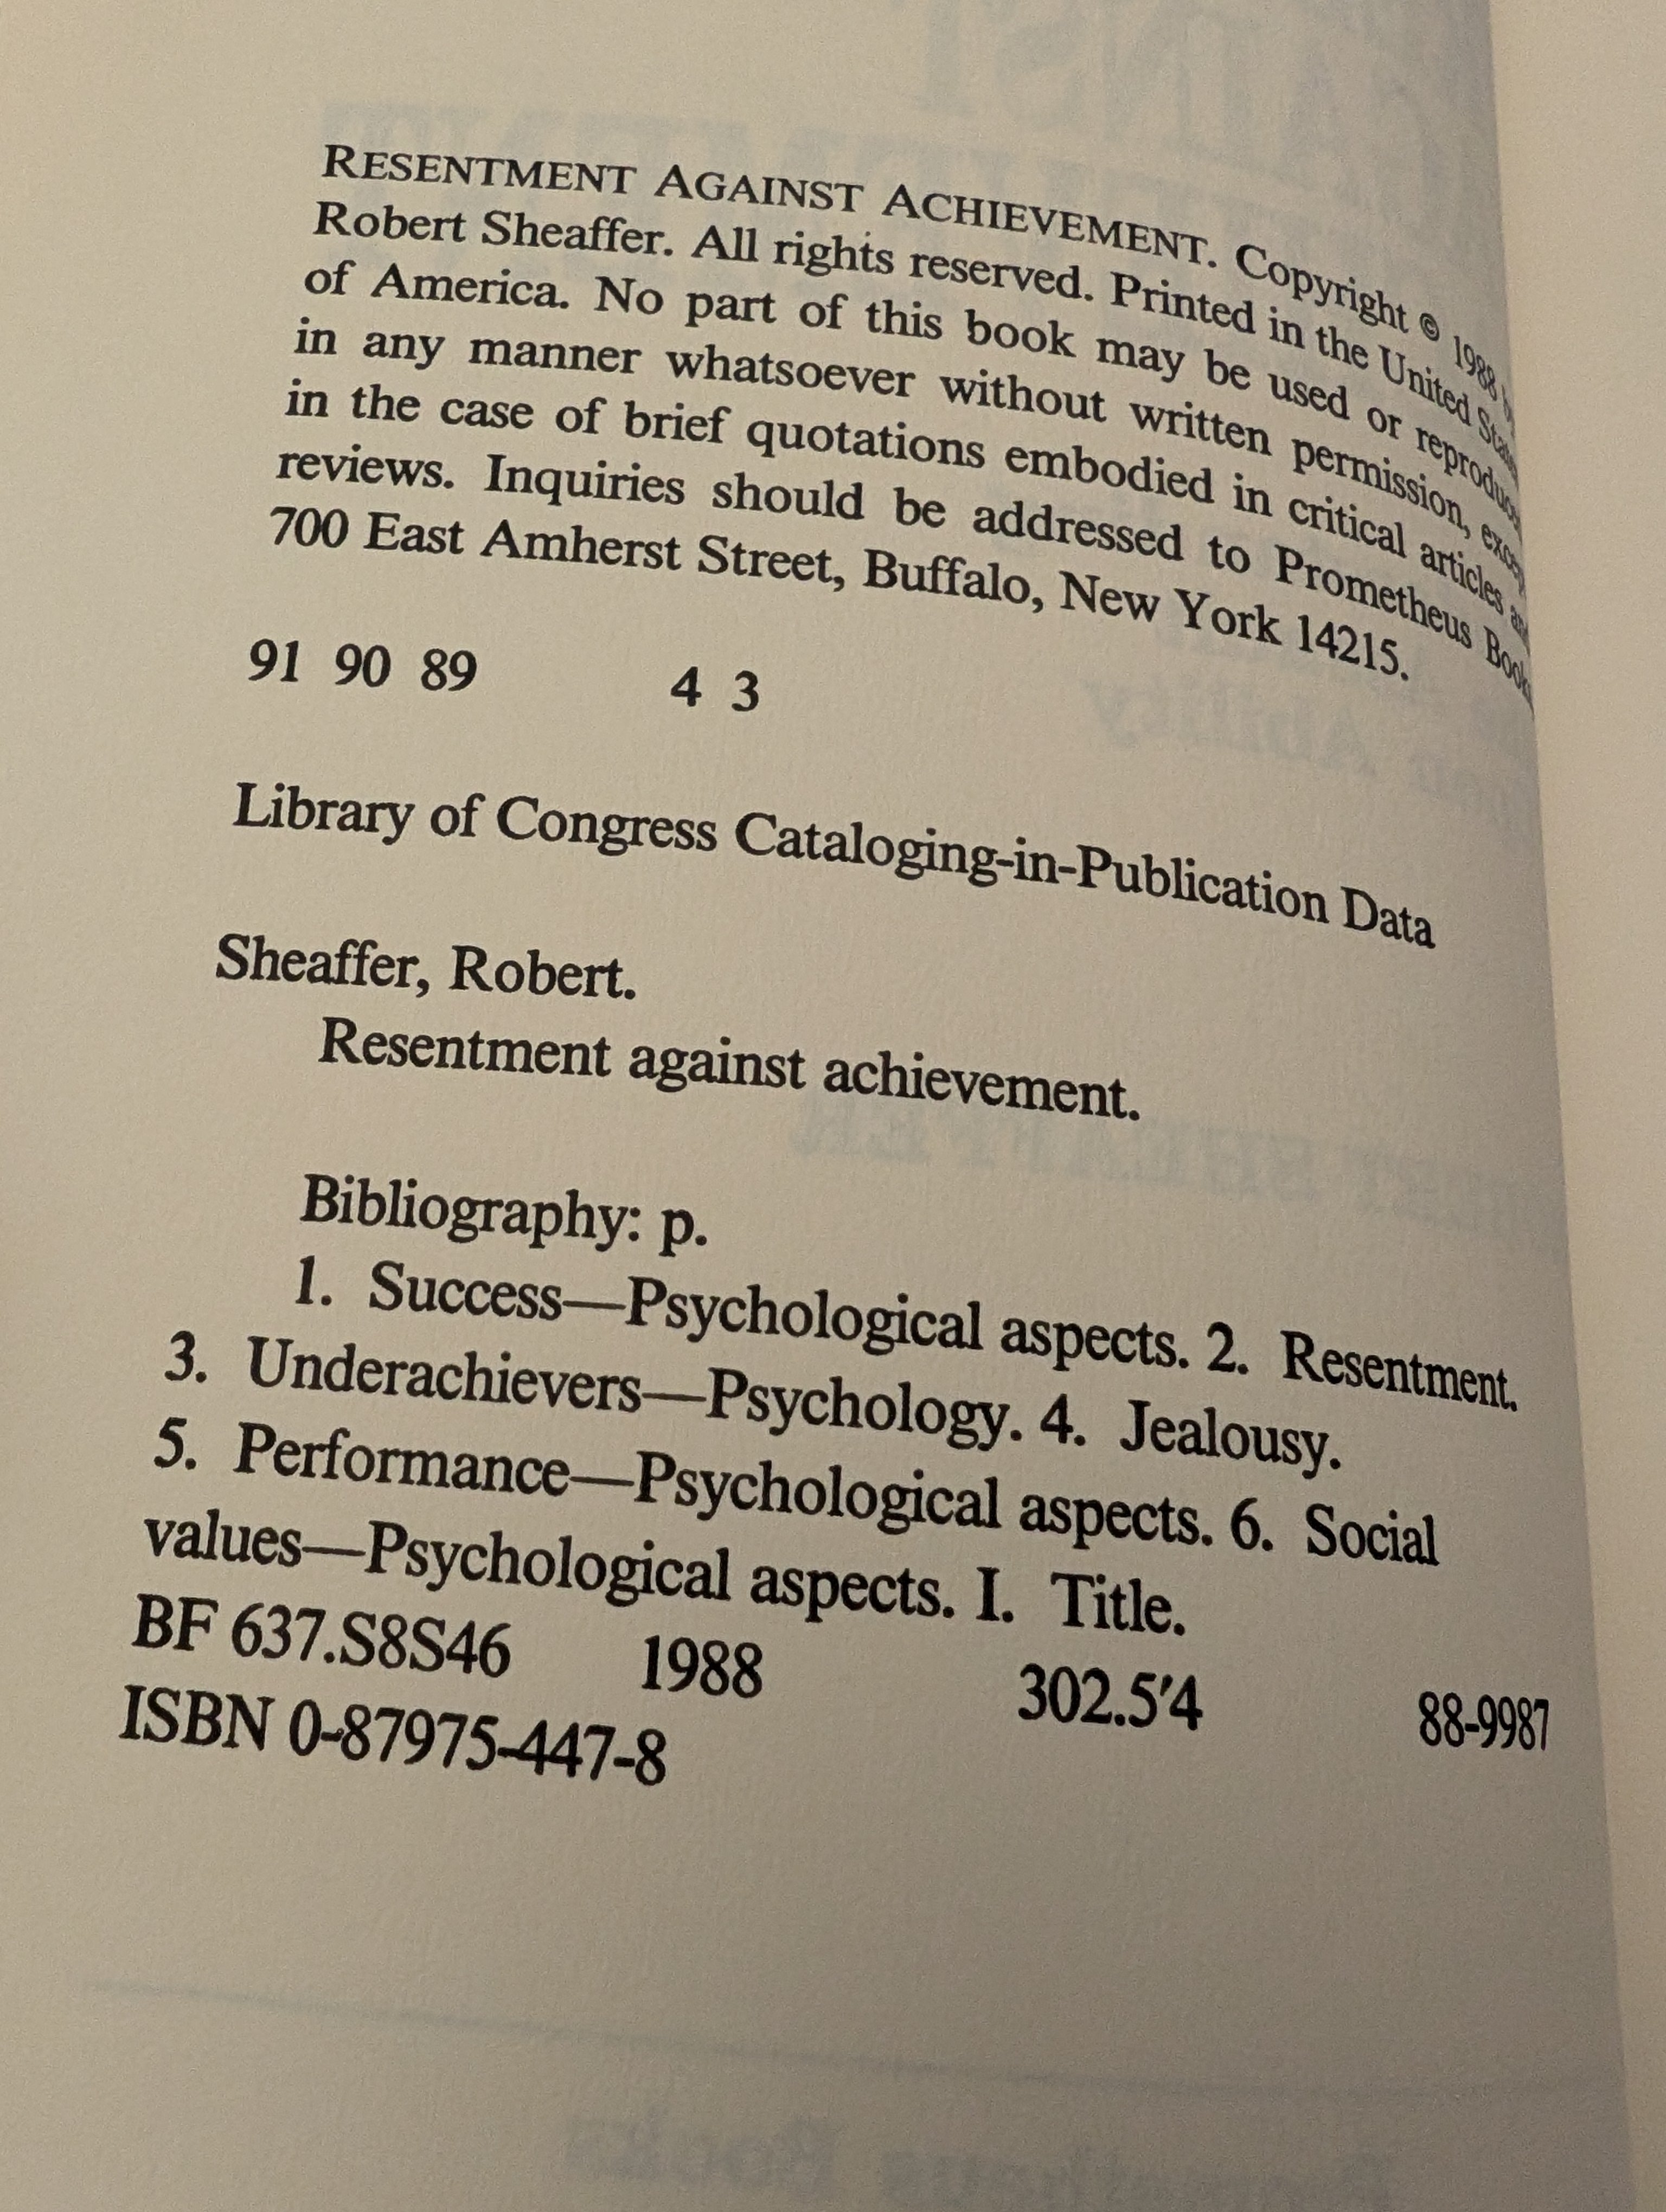 RESENTMENT AGAINST ACHIEVEMENT. Copyright © 1988 by
Robert Sheaffer. All rights reserved. Printed in the United
of America. No part of this book may be used or
in any manner whatsoever without written permission,
in the case of brief quotations embodied in critical articles
reviews. Inquiries should be addressed to Prometheus
700 East Amherst Street, Buffalo, New York 14215.
91 90 89 4 3
Library of Congress Cataloging-in-Publication Data
Sheaffer, Robert.
Resentment against achievement.
Bibliography: p.
1. Success—Psychological aspects. 2. Resentment.
3. Underachievers—Psychology. 4. Jealousy.
5. Performance—Psychological aspects. 6. Social
values—Psychological aspects. I. Title.
BF 637.S8S46 1988 302.5'4 88-9987
ISBN 0-87975-447-8